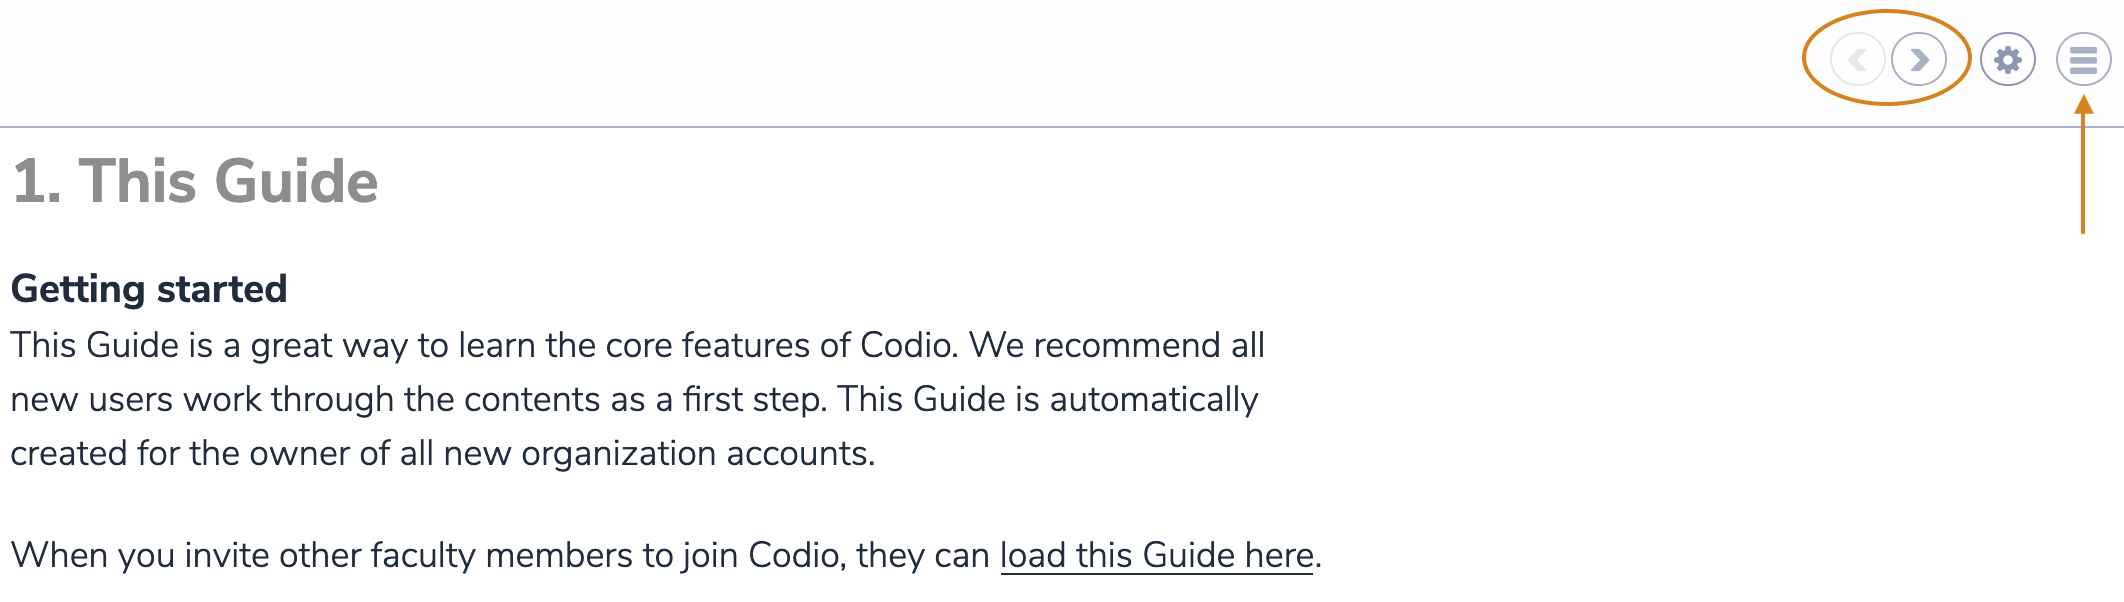 1. This Guide
Getting started
This Guide is a great way to learn the core features of Codio. We recommend all
new users work through the contents as a first step. This Guide is automatically
created for the owner of all new organization accounts.
When you invite other faculty members to join Codio, they can load this Guide here.